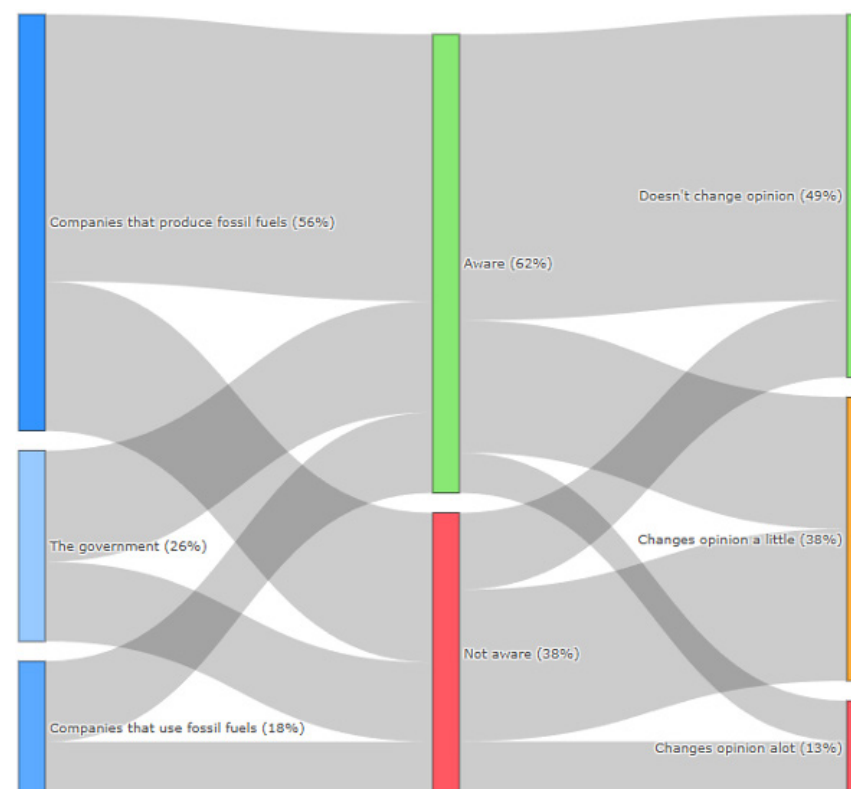 Companies that produce fossil fuels (56%)
The government (26%)
Companies that use fossil fuels (18%)
Aware (62%)
Not aware (38%)
Doesn't change opinion (49%)
Changes opinion a little (38%)
Changes opinion alot (13%)